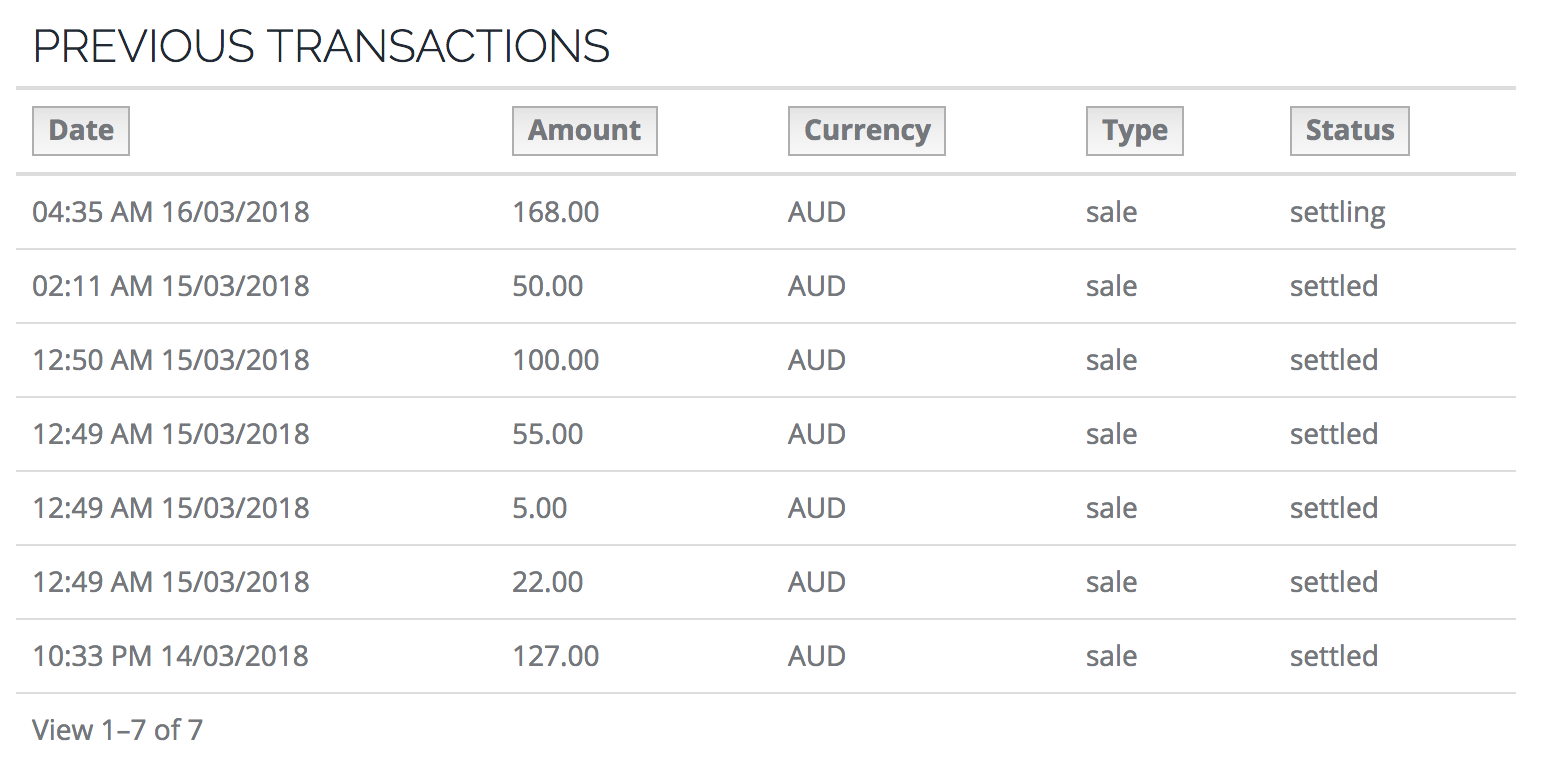 PREVIOUS TRANSACTIONS
Date Amount Currency Type Status
04:35 AM 16/03/2018 168.00 AUD sale settling
02:11 AM 15/03/2018 50.00 AUD sale settled
12:50 AM 15/03/2018 100.00 AUD sale settled
12:49 AM 15/03/2018 55.00 AUD sale settled
12:49 AM 15/03/2018 5.00 AUD sale settled
12:49 AM 15/03/2018 22.00 AUD sale settled
10:33 PM 14/03/2018 127.00 AUD sale settled
View 1–7 of 7